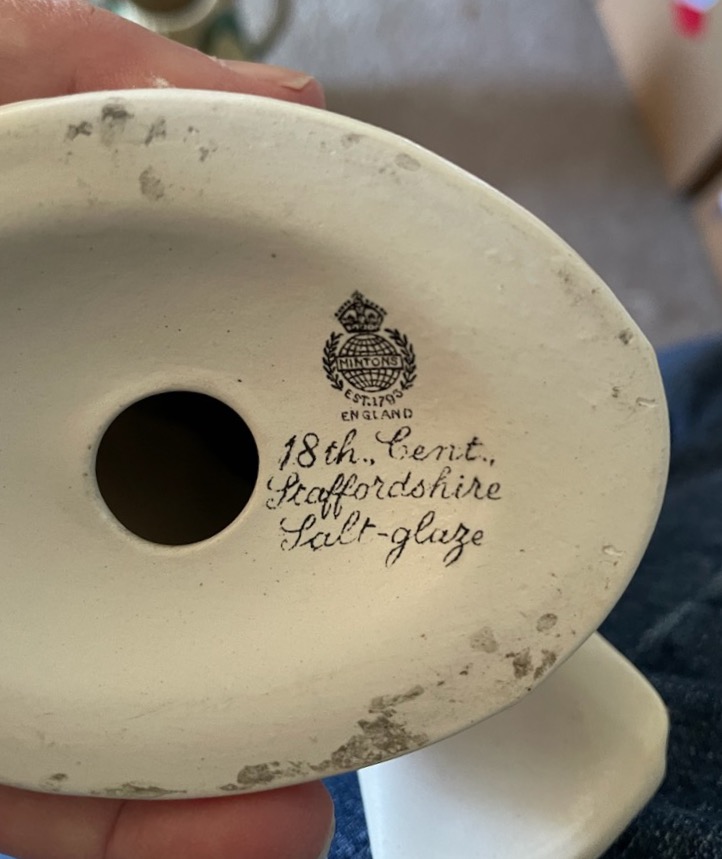 MINTONS
EST. 1793
ENGLAND
18th., Cent.,
Staffordshire
Salt-glaze